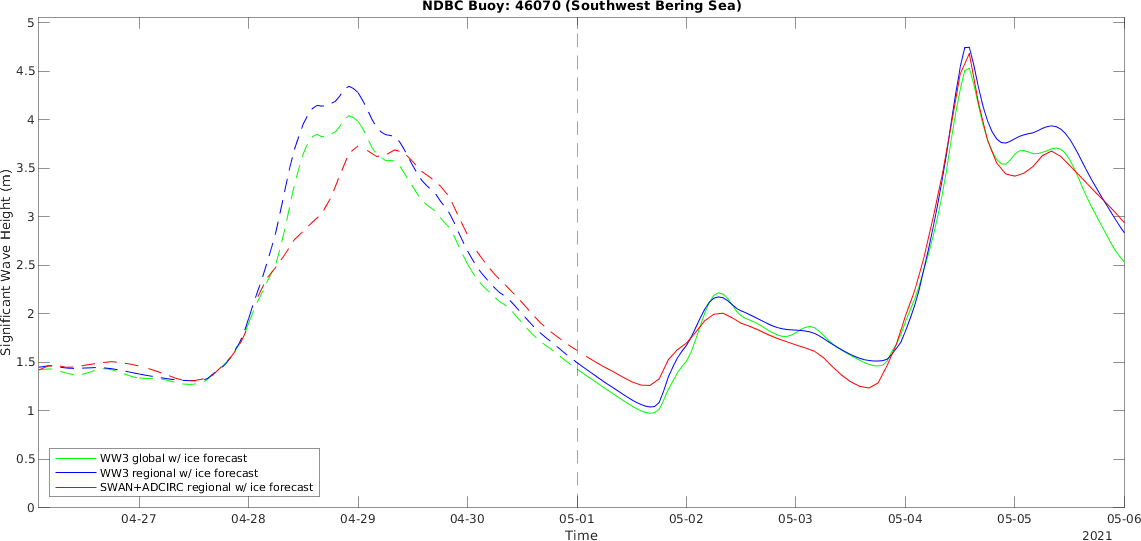 NDBC Buoy: 46070 (Southwest Bering Sea)
5
4.5
4
3.5
3
2.5
2
1.5
1
0.5
0
Significant Wave Height (m)
WW3 global w/ ice forecast
WW3 regional w/ ice forecast
SWAN+ADCIRC regional w/ ice forecast
04-27 04-28 04-29 04-30 05-01 05-02 05-03 05-04 05-05 05-06
Time
2021